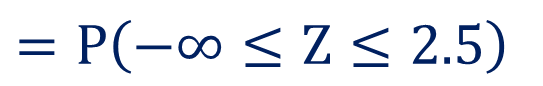 = P(−∞ ≤ Z ≤ 2.5)